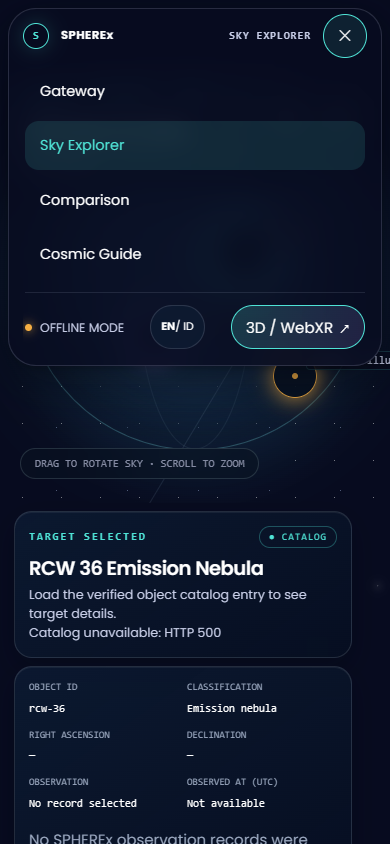 S SPHEREx SKY EXPLORER
Gateway
Sky Explorer
Comparison
Cosmic Guide
OFFLINE MODE EN/ ID 3D / WebXR ↗
DRAG TO ROTATE SKY · SCROLL TO ZOOM
TARGET SELECTED CATALOG
RCW 36 Emission Nebula
Load the verified object catalog entry to see
target details.
Catalog unavailable: HTTP 500
OBJECT ID CLASSIFICATION
rcw-36 Emission nebula
RIGHT ASCENSION DECLINATION
— —
OBSERVATION OBSERVED AT (UTC)
No record selected Not available
No SPHEREx observation records were